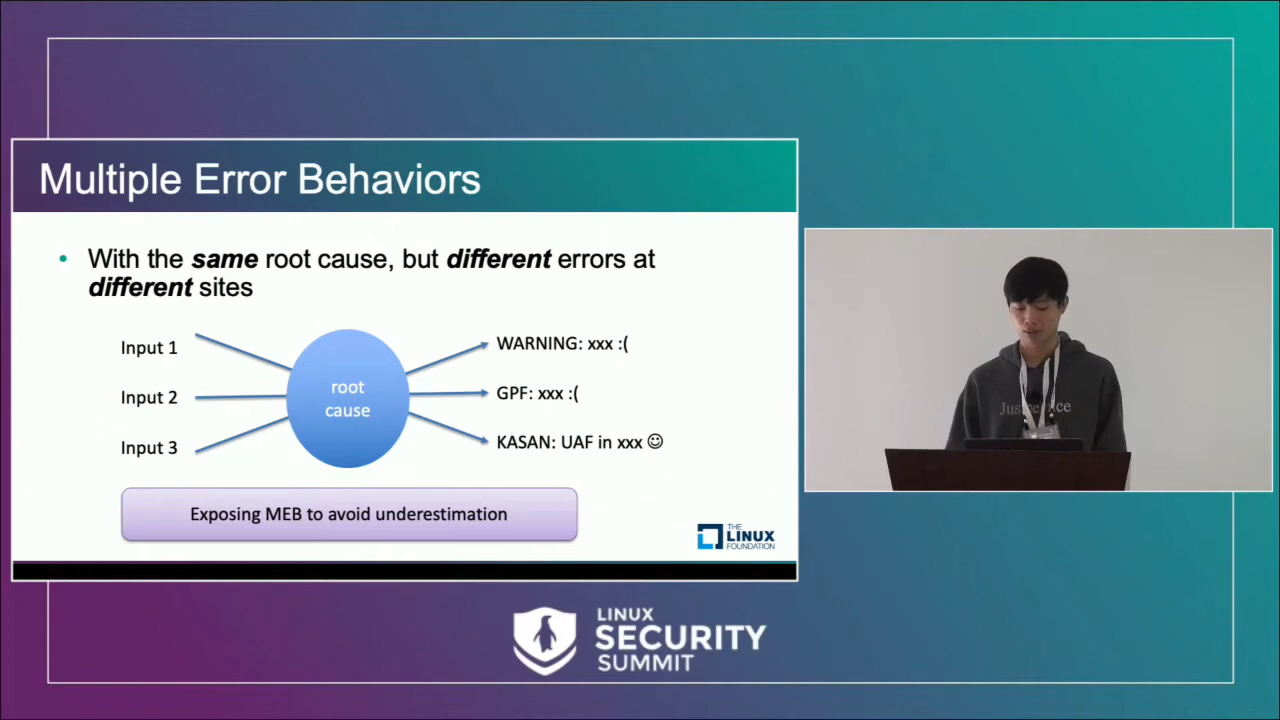 Multiple Error Behaviors
• With the same root cause, but different errors at
different sites
Input 1
Input 2
Input 3
root
cause
WARNING: xxx :(
GPF: xxx :(
KASAN: UAF in xxx ☺
Exposing MEB to avoid underestimation
THE
LINUX
FOUNDATION
LINUX
SECURITY
SUMMIT